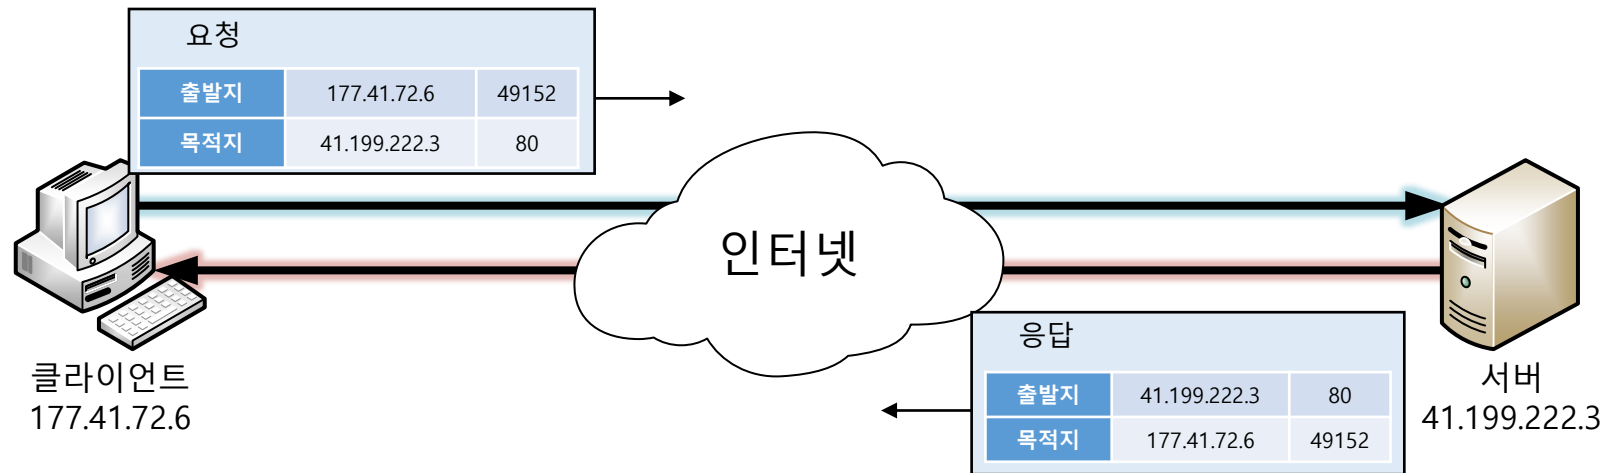 요청
출발지 177.41.72.6 49152
목적지 41.199.222.3 80
인터넷
클라이언트
177.41.72.6
응답
출발지 41.199.222.3 80
목적지 177.41.72.6 49152
서버
41.199.222.3